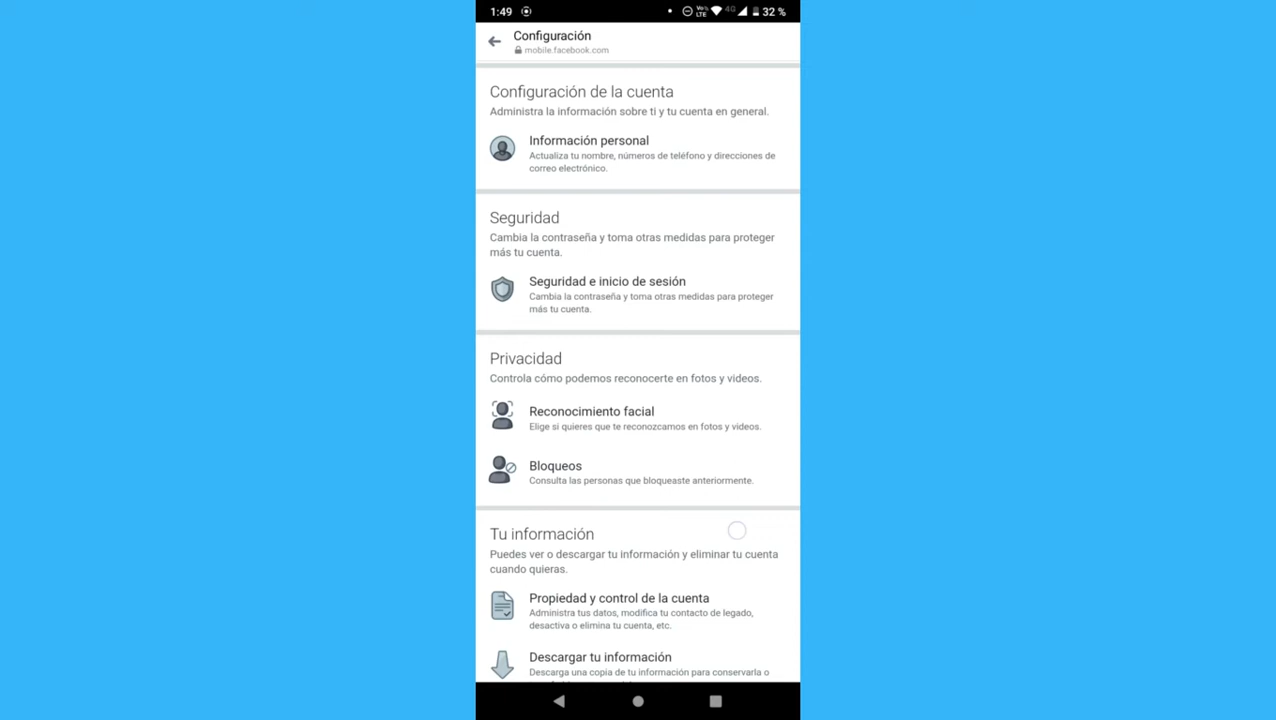 1:49
Vo LTE 4G 32 %
Configuración
mobile.facebook.com
Configuración de la cuenta
Administra la información sobre ti y tu cuenta en general.
Información personal
Actualiza tu nombre, números de teléfono y direcciones de
correo electrónico.
Seguridad
Cambia la contraseña y toma otras medidas para proteger
más tu cuenta.
Seguridad e inicio de sesión
Cambia la contraseña y toma otras medidas para proteger
más tu cuenta.
Privacidad
Controla cómo podemos reconocerte en fotos y videos.
Reconocimiento facial
Elige si quieres que te reconozcamos en fotos y videos.
Bloqueos
Consulta las personas que bloqueaste anteriormente.
Tu información
Puedes ver o descargar tu información y eliminar tu cuenta
cuando quieras.
Propiedad y control de la cuenta
Administra tus datos, modifica tu contacto de legado,
desactiva o elimina tu cuenta, etc.
Descargar tu información
Descarga una copia de tu información para conservarla o